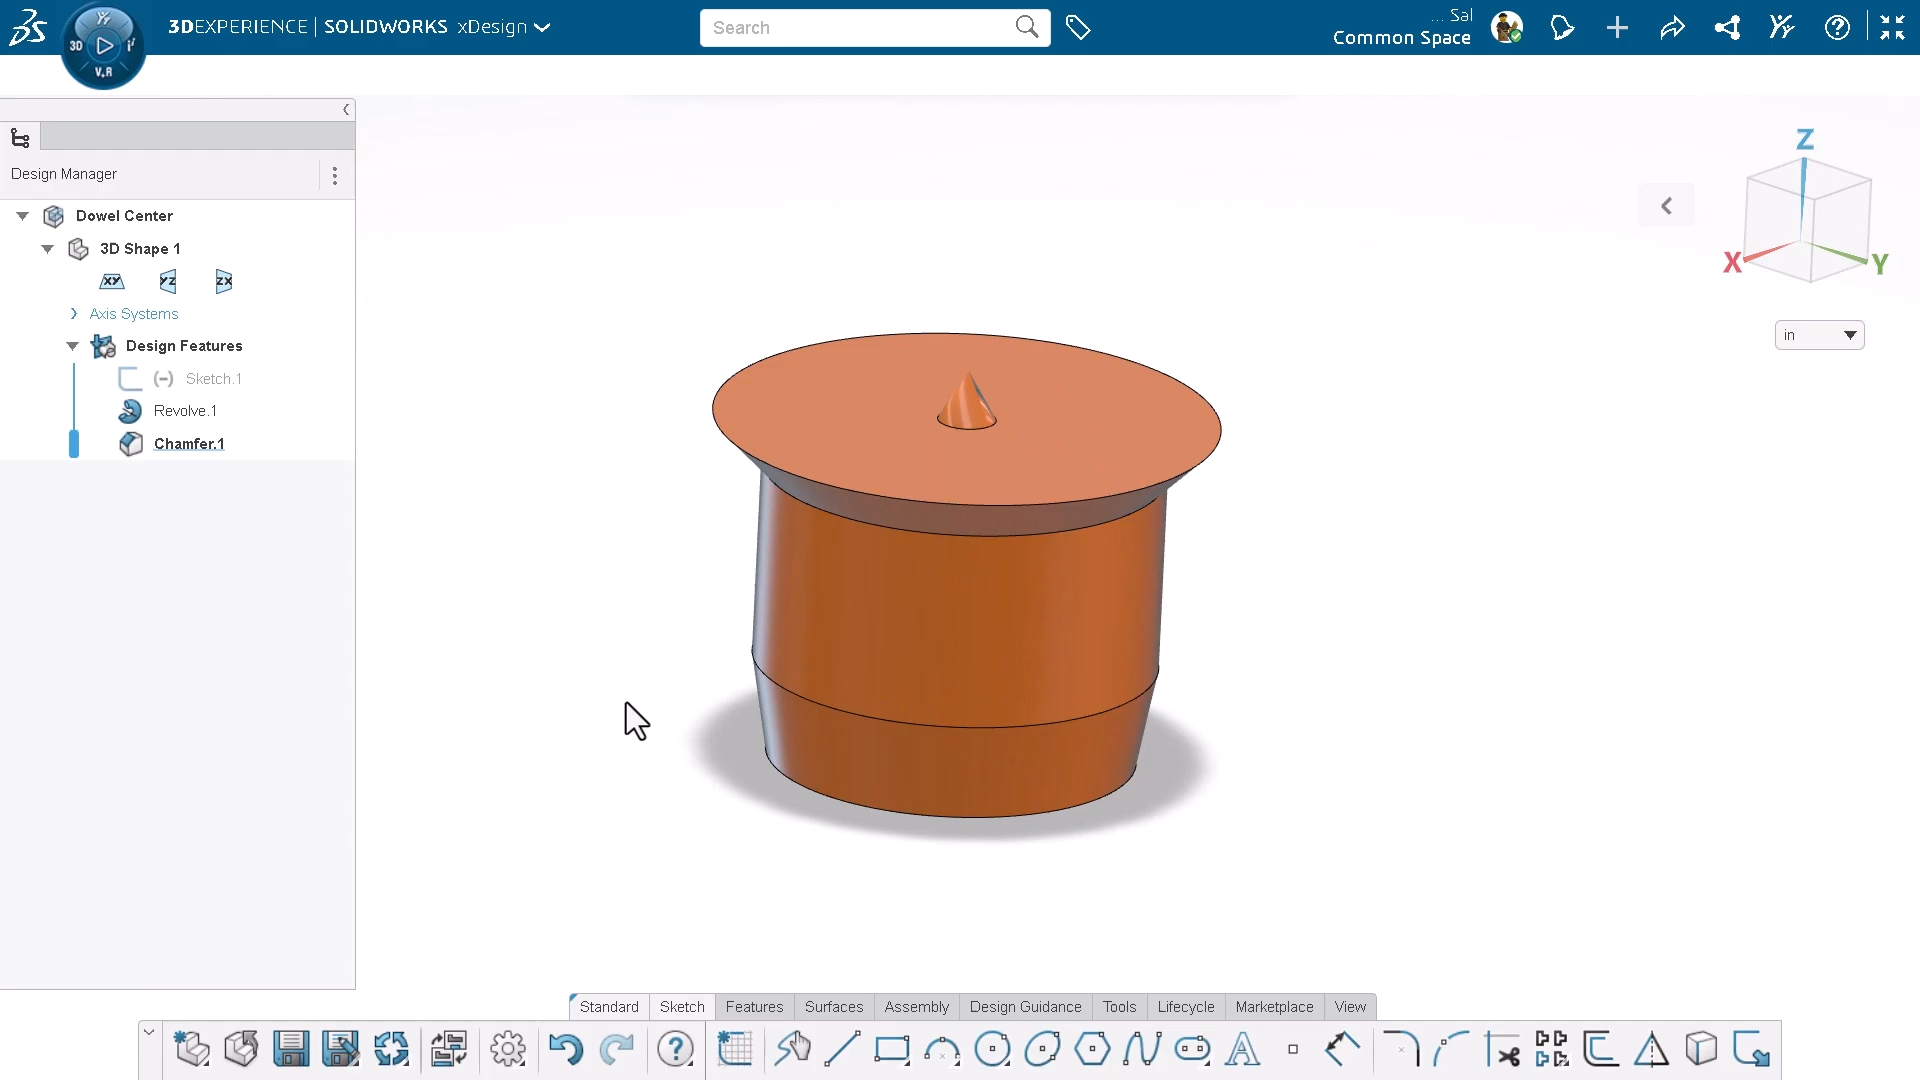 3DEXPERIENCE | SOLIDWORKS xDesign
Search
... Sal
Common Space
3D
V.R
Design Manager
Dowel Center
3D Shape 1
XY
YZ
ZX
Axis Systems
Design Features
(-) Sketch.1
Revolve.1
Chamfer.1
Z
X
Y
in
Standard
Sketch
Features
Surfaces
Assembly
Design Guidance
Tools
Lifecycle
Marketplace
View